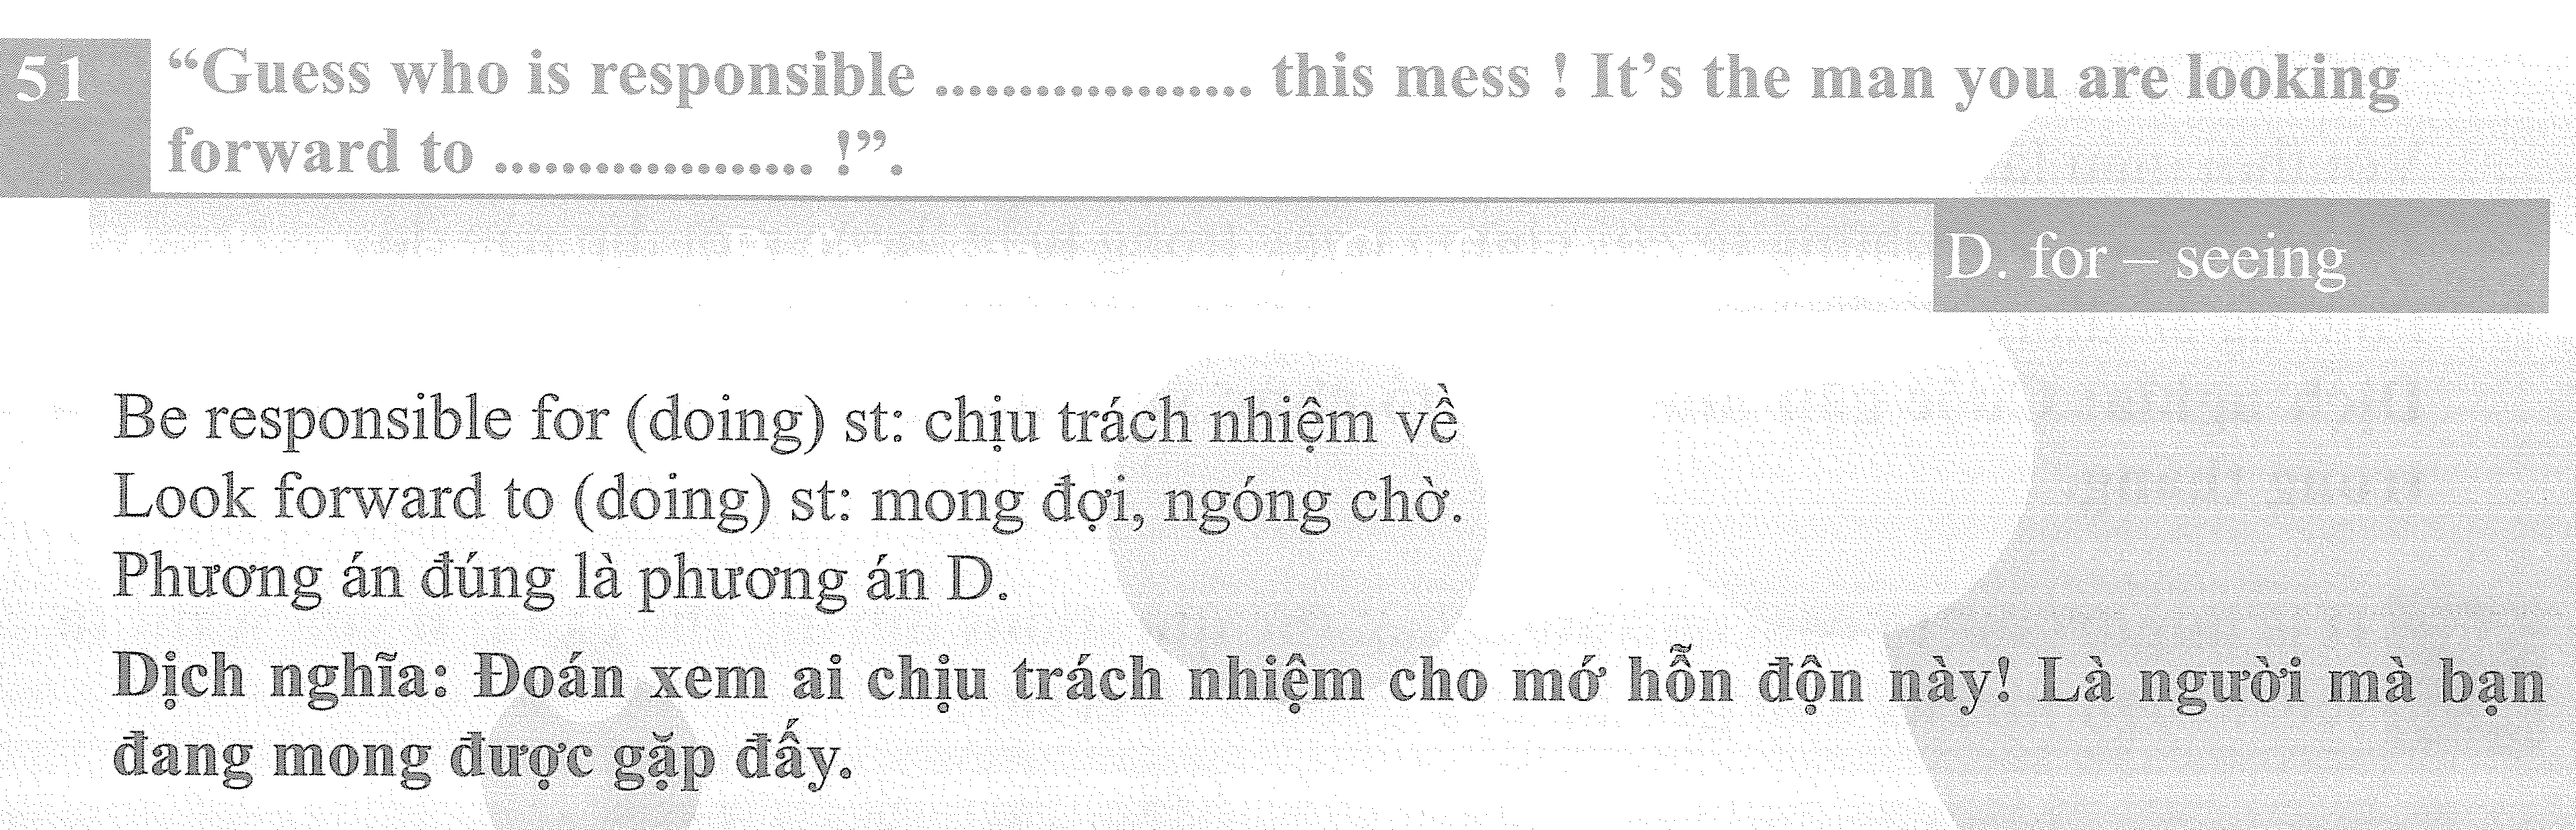 51
“Guess who is responsible ................... this mess ! It’s the man you are looking
forward to ................... !”.
D. for – seeing
Be responsible for (doing) st: chịu trách nhiệm về
Look forward to (doing) st: mong đợi, ngóng chờ.
Phương án đúng là phương án D.
Dịch nghĩa: Đoán xem ai chịu trách nhiệm cho mớ hỗn độn này! Là người mà bạn
đang mong được gặp đấy.